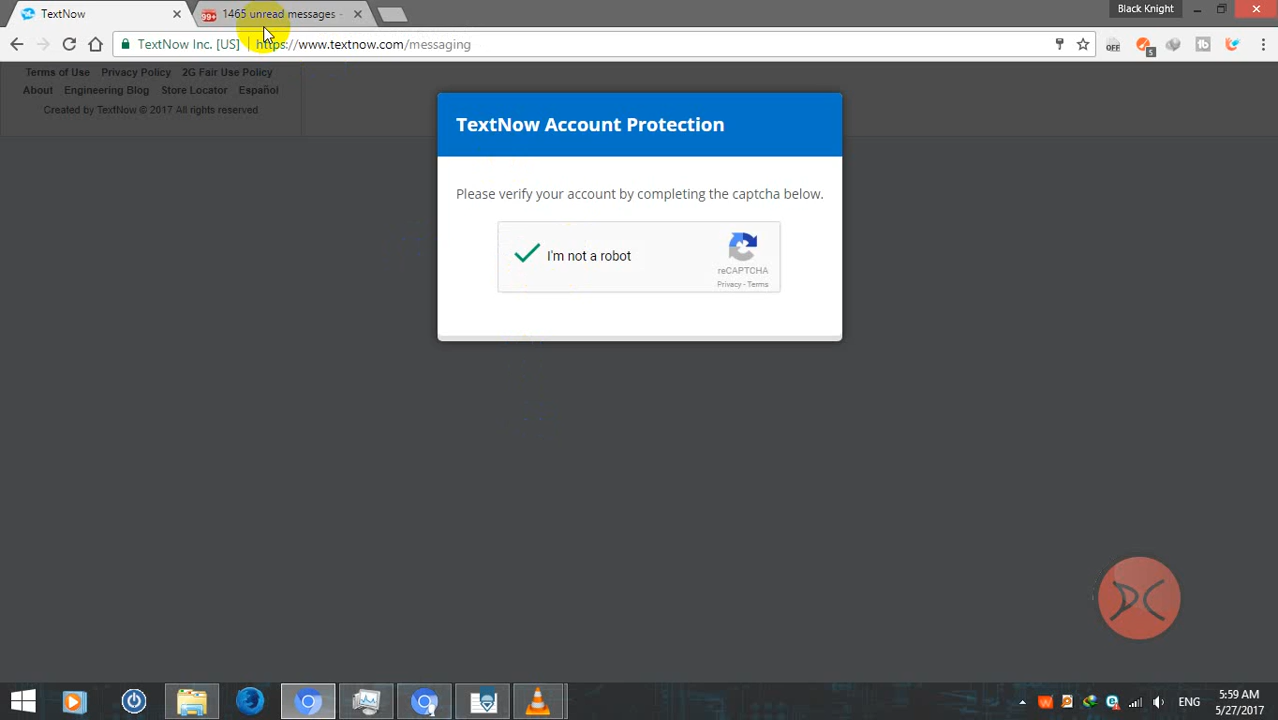 TextNow
99+ 1465 unread messages -
Black Knight
TextNow Inc. [US] https://www.textnow.com/messaging
OFF
5
Terms of Use Privacy Policy 2G Fair Use Policy
About Engineering Blog Store Locator Español
Created by TextNow © 2017 All rights reserved
TextNow Account Protection
Please verify your account by completing the captcha below.
I'm not a robot
reCAPTCHA
Privacy - Terms
ENG
5:59 AM
5/27/2017